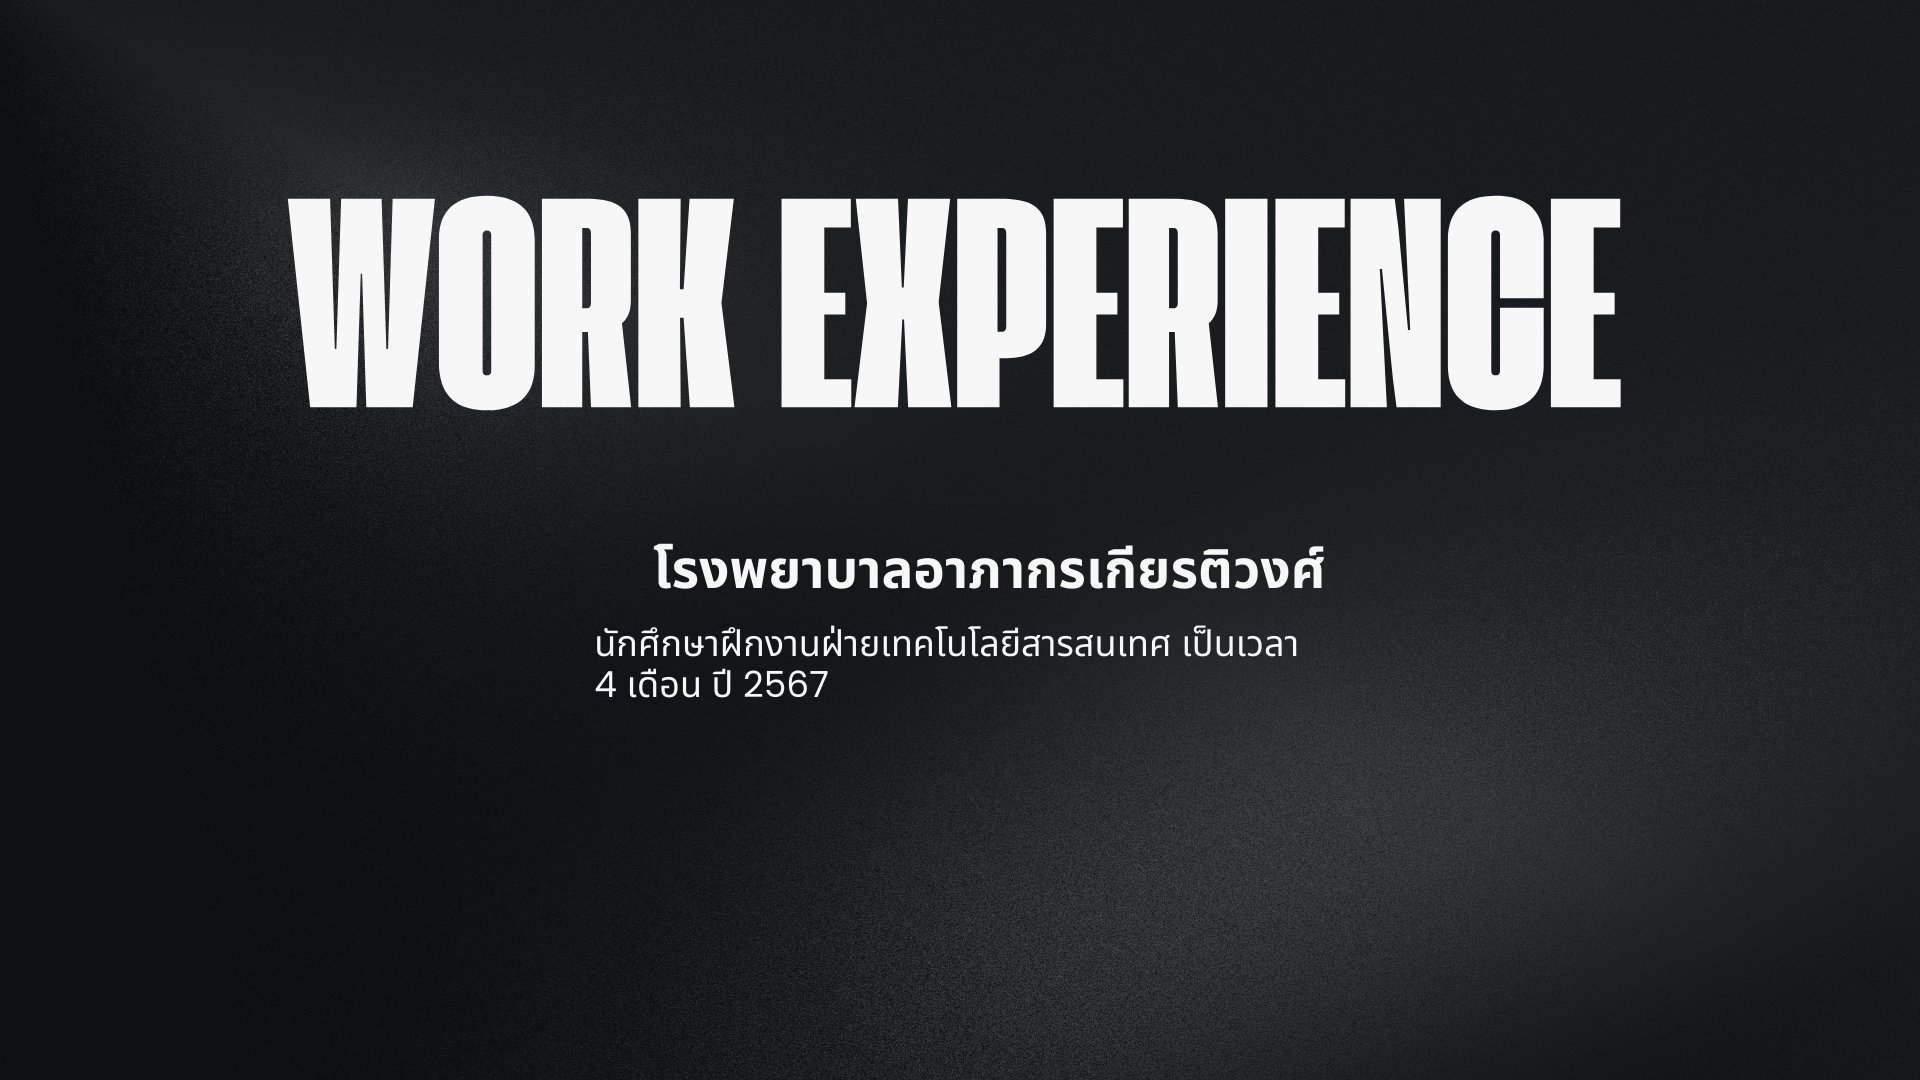 WORK EXPERIENCE
โรงพยาบาลอาภากรเกียรติวงศ์
นักศึกษาฝึกงานฝ่ายเทคโนโลยีสารสนเทศ เป็นเวลา
4 เดือน ปี 2567